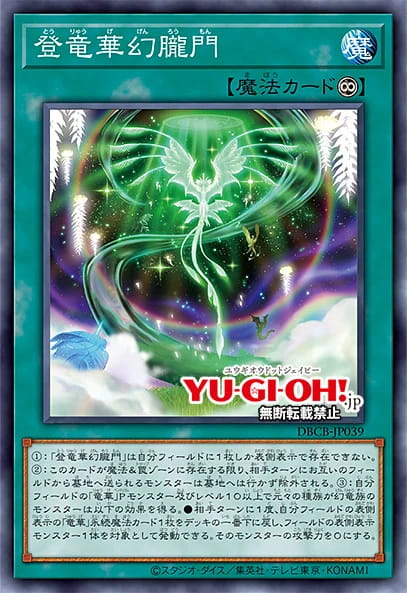 とうりゅうげげんろうもん
登竜華幻朧門
魔
【魔法カード】
ユウギオウドットジェイピー
YU-GI-OH!.jp
無断転載禁止
DBCB-JP039
①：「登竜華幻朧門」は自分フィールドに１枚しか表側表示で存在できない。
②：このカードが魔法＆罠ゾーンに存在する限り、相手ターンにお互いのフィ
ールドから墓地へ送られるモンスターは墓地へは行かず除外される。③：自分
フィールドの「竜華」Pモンスター及びレベル１０以上で元々の種族が幻竜族の
モンスターは以下の効果を得る。●相手ターンに１度、自分フィールドの表側
表示の「竜華」永続魔法カード１枚をデッキの一番下に戻し、フィールドの表側表示
モンスター１体を対象として発動できる。そのモンスターの攻撃力を０にする。
©スタジオ・ダイス／集英社・テレビ東京・KONAMI